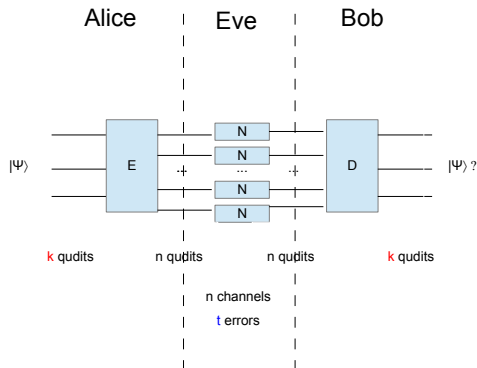 Alice Eve Bob
N
N
|Ψ⟩ E ... ... ... D |Ψ⟩ ?
N
N
k qudits n qudits n qudits k qudits
n channels
t errors